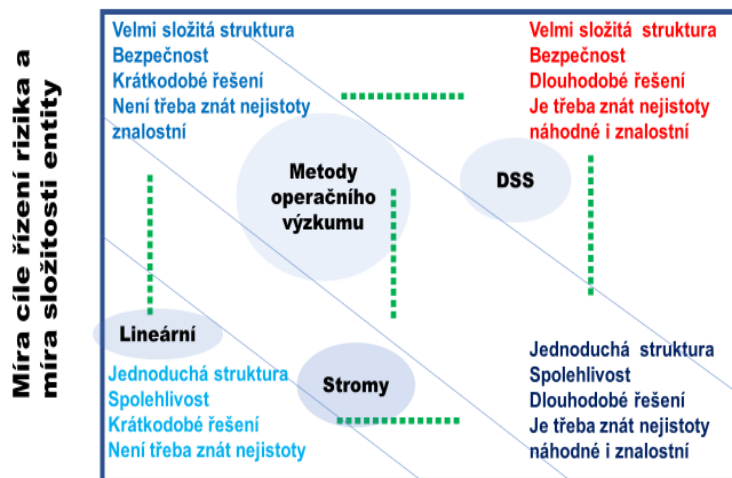 Míra cíle řízení rizika a
míra složitosti entity
Velmi složitá struktura
Bezpečnost
Krátkodobé řešení
Není třeba znát nejistoty
znalostní
Velmi složitá struktura
Bezpečnost
Dlouhodobé řešení
Je třeba znát nejistoty
náhodné i znalostní
Metody
operačního
výzkumu
DSS
Lineární
Stromy
Jednoduchá struktura
Spolehlivost
Krátkodobé řešení
Není třeba znát nejistoty
Jednoduchá struktura
Spolehlivost
Dlouhodobé řešení
Je třeba znát nejistoty
náhodné i znalostní